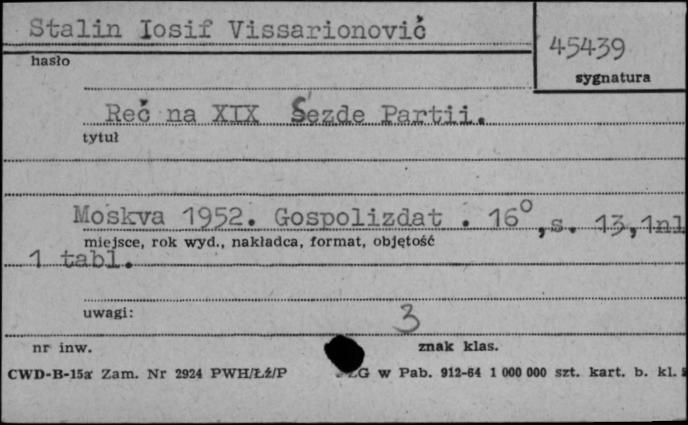 Stalin Iosif Vissarionovič
45439
hasło
sygnatura
Reč na XIX Sezde Partii.
tytuł
Moskva 1952. Gospolizdat . 16°, s. 13, 1nl
miejsce, rok wyd., nakładca, format, objętość
1 tabl.
uwagi:
3
nr inw.
znak klas.
CWD-B-15a Zam. Nr 2924 PWH/Łź/P
w Pab. 912-64 1 000 000 szt. kart. b. kl.